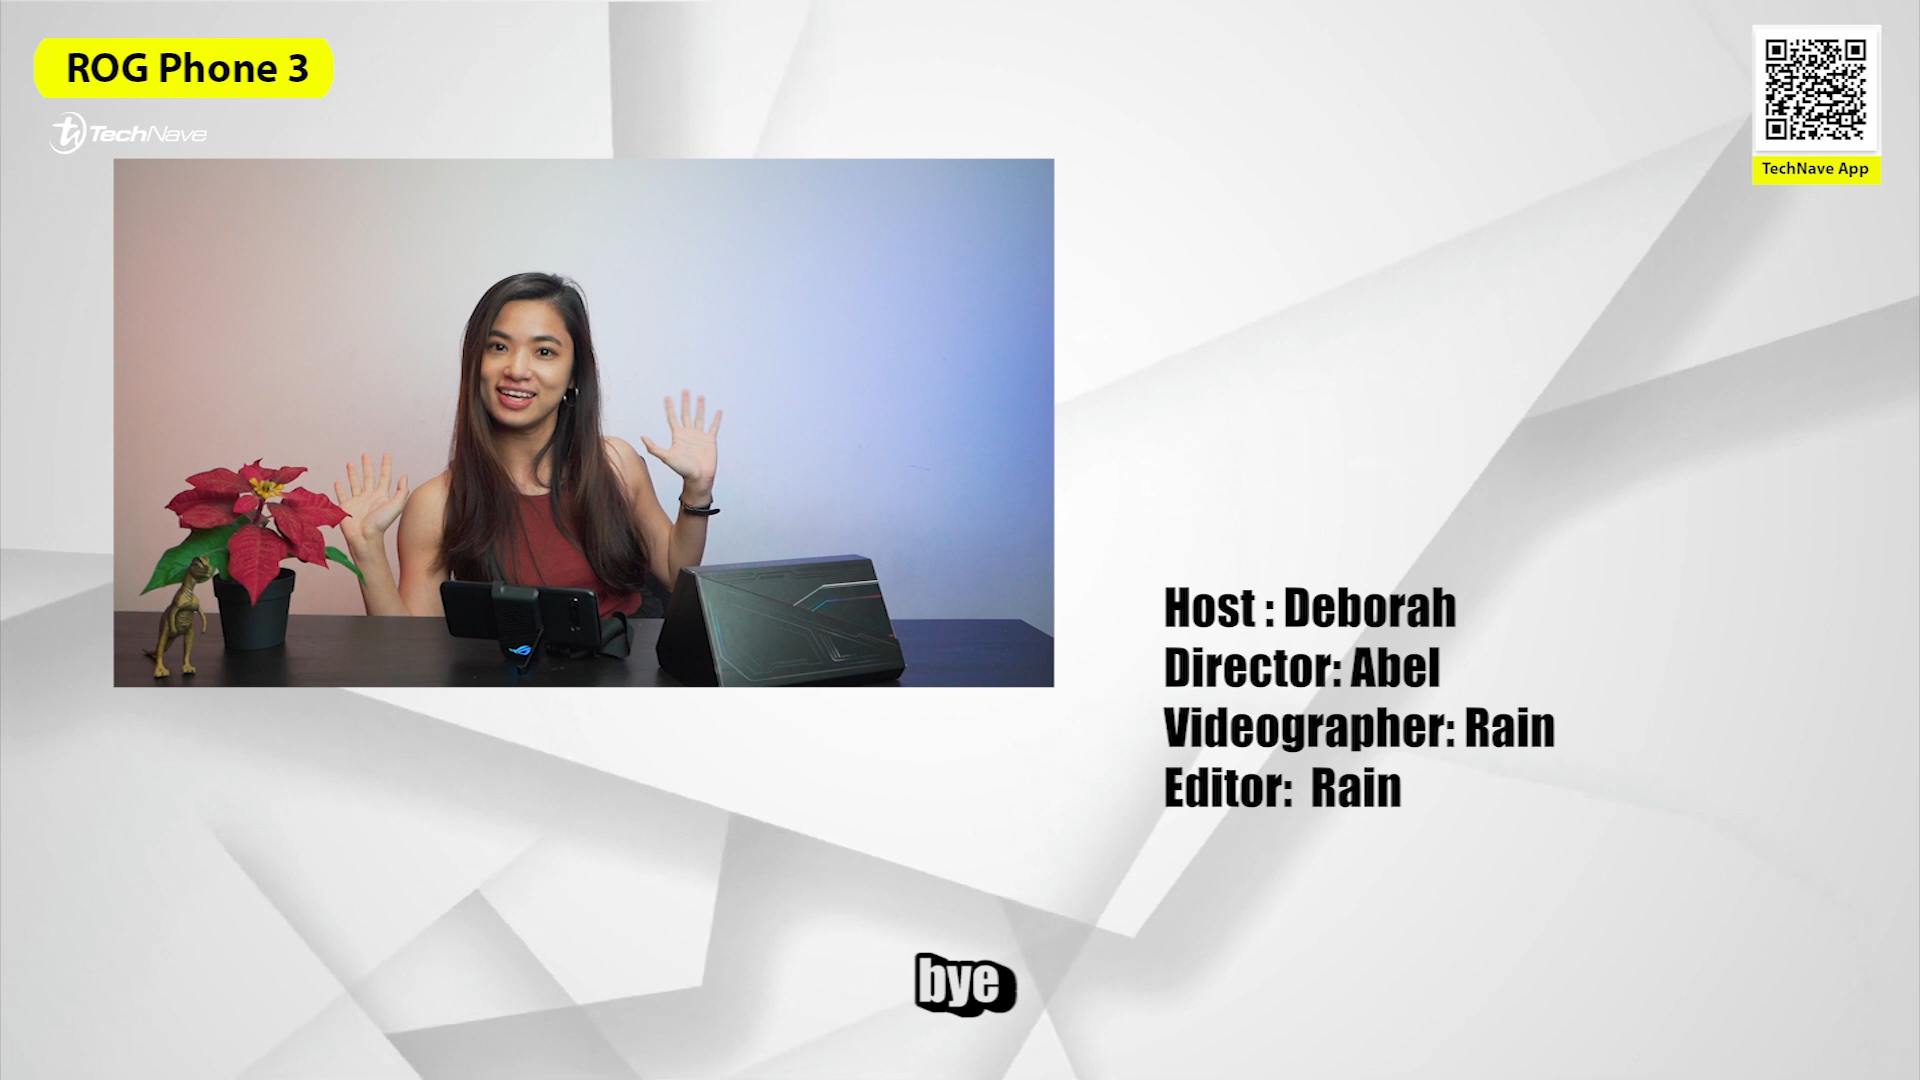 ROG Phone 3
TechNave
TechNave App
Host : Deborah
Director: Abel
Videographer: Rain
Editor: Rain
bye